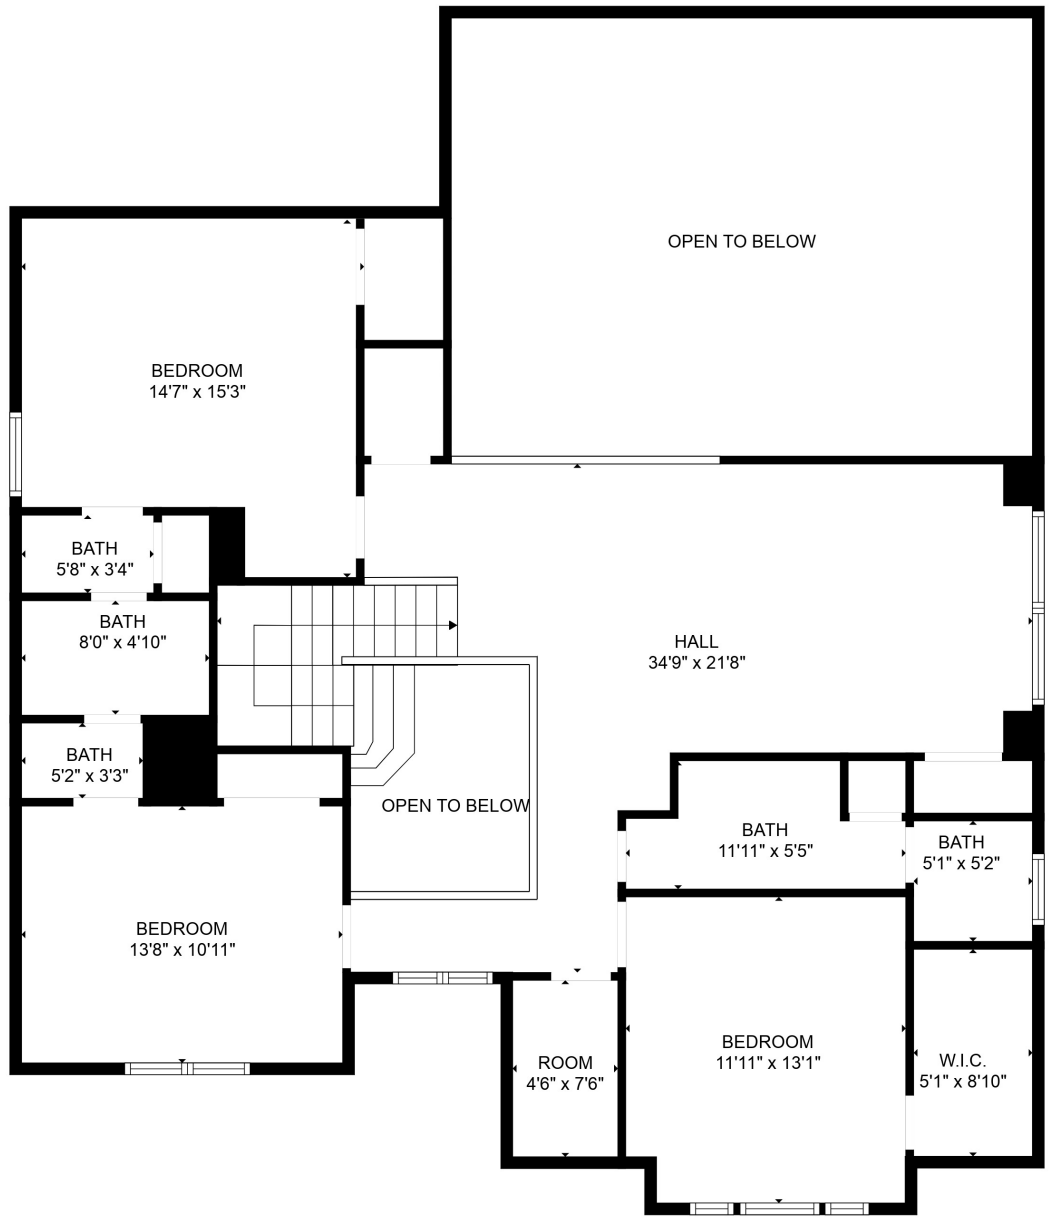 OPEN TO BELOW
BEDROOM
14'7" x 15'3"
BATH
5'8" x 3'4"
BATH
8'0" x 4'10"
HALL
34'9" x 21'8"
BATH
5'2" x 3'3"
OPEN TO BELOW
BATH
11'11" x 5'5"
BATH
5'1" x 5'2"
BEDROOM
13'8" x 10'11"
BEDROOM
11'11" x 13'1"
ROOM
4'6" x 7'6"
W.I.C.
5'1" x 8'10"